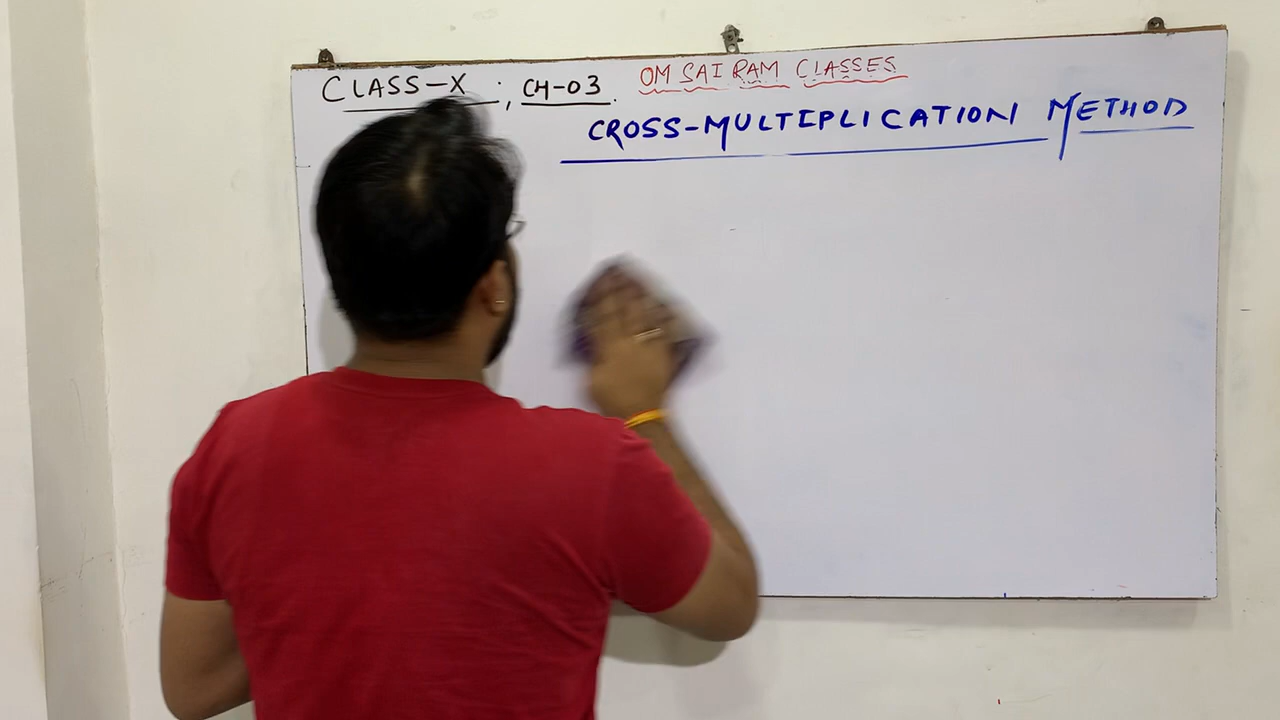 CLASS-X ; CH-03. OM SAI RAM CLASSES
CROSS-MULTIPLICATION METHOD